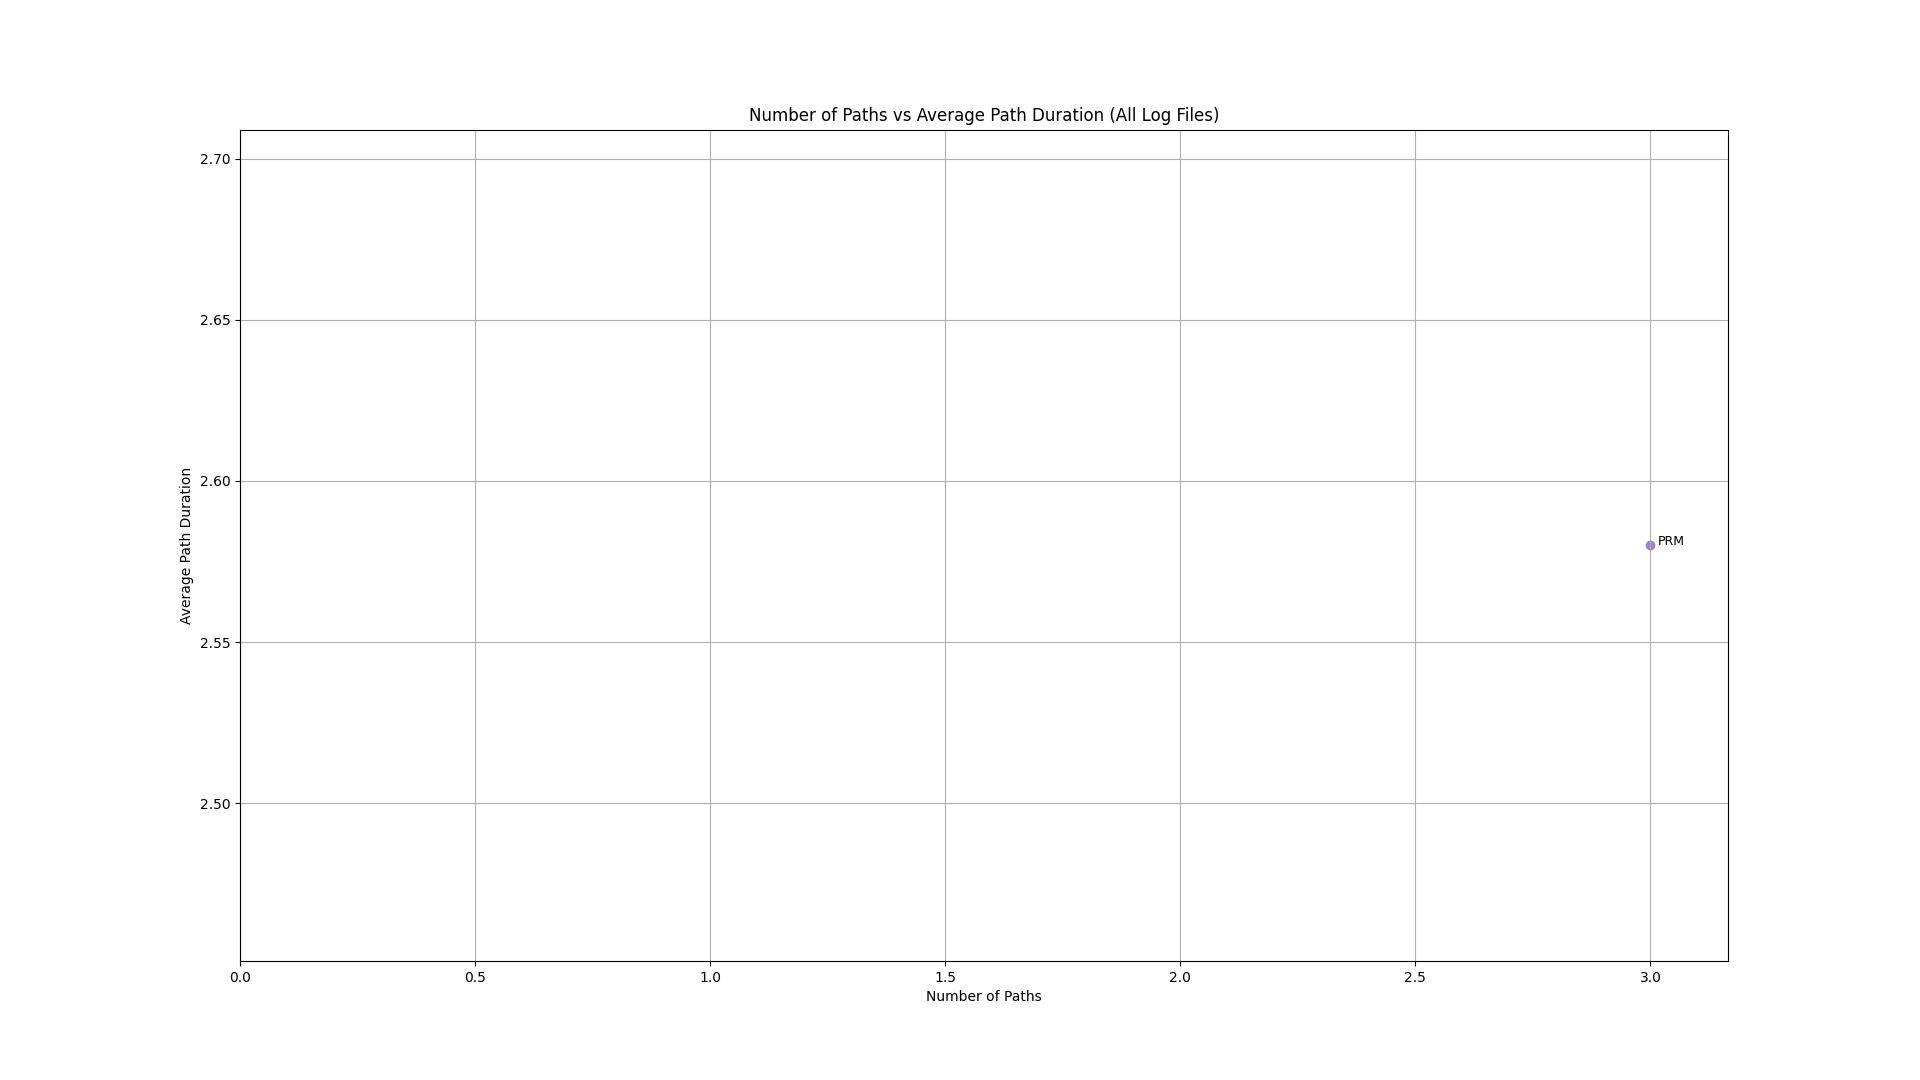 Number of Paths vs Average Path Duration (All Log Files)
2.70
2.65
2.60
2.55
2.50
Average Path Duration
PRM
0.0 0.5 1.0 1.5 2.0 2.5 3.0
Number of Paths